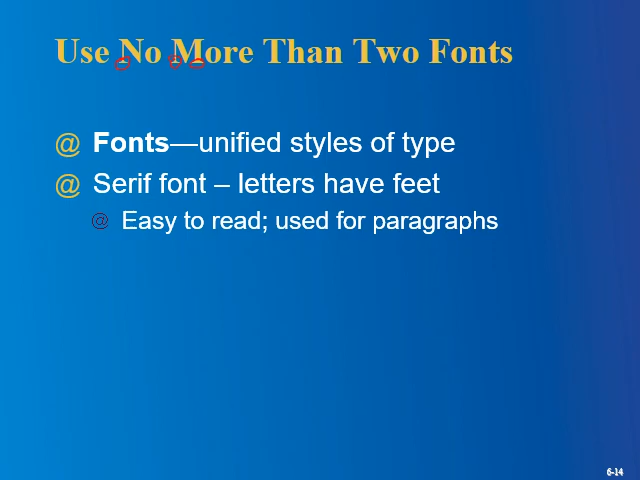 Use No More Than Two Fonts
@ Fonts—unified styles of type
@ Serif font – letters have feet
@ Easy to read; used for paragraphs
6-14